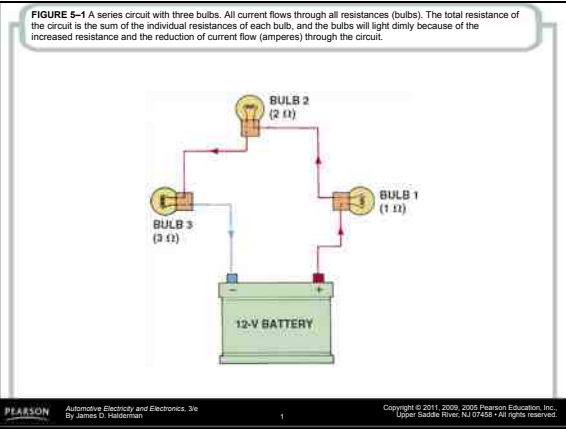 FIGURE 5–1 A series circuit with three bulbs. All current flows through all resistances (bulbs). The total resistance of
the circuit is the sum of the individual resistances of each bulb, and the bulbs will light dimly because of the
increased resistance and the reduction of current flow (amperes) through the circuit.
BULB 2
(2 Ω)
BULB 1
(1 Ω)
BULB 3
(3 Ω)
− +
12-V BATTERY
PEARSON
Automotive Electricity and Electronics, 3/e
By James D. Halderman
1
Copyright © 2011, 2009, 2005 Pearson Education, Inc.,
Upper Saddle River, NJ 07458 • All rights reserved.